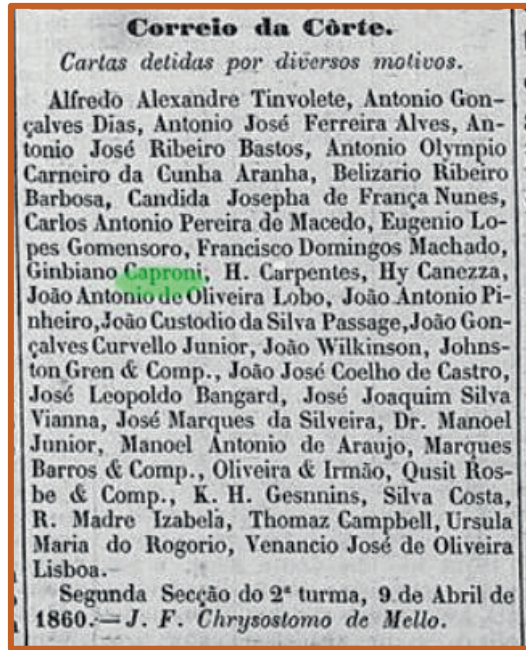 Correio da Còrte.
Cartas detidas por diversos motivos.
Alfredo Alexandre Tinvolete, Antonio Gon-
çalves Dias, Antonio José Ferreira Alves, An-
tonio José Ribeiro Bastos, Antonio Olympio
Carneiro da Cunha Aranha, Belizario Ribeiro
Barbosa, Candida Josepha de França Nunes,
Carlos Antonio Pereira de Macedo, Eugenio Lo-
pes Gomensoro, Francisco Domingos Machado,
Ginbiano Caproni, H. Carpentes, Hy Canezza,
João Antonio de Oliveira Lobo, João Antonio Pi-
nheiro, João Custodio da Silva Passage, João Gon-
çalves Curvello Junior, João Wilkinson, Johns-
ton Gren & Comp., João José Coelho de Castro,
José Leopoldo Bangard, José Joaquim Silva
Vianna, José Marques da Silveira, Dr. Manoel
Junior, Manoel Antonio de Araujo, Marques
Barros & Comp., Oliveira & Irmão, Qusit Ros-
be & Comp., K. H. Gesnnins, Silva Costa,
R. Madre Izabela, Thomaz Campbell, Ursula
Maria do Rogorio, Venancio José de Oliveira
Lisboa.
Segunda Secção do 2ª turma, 9 de Abril de
1860.—J. F. Chrysostomo de Mello.